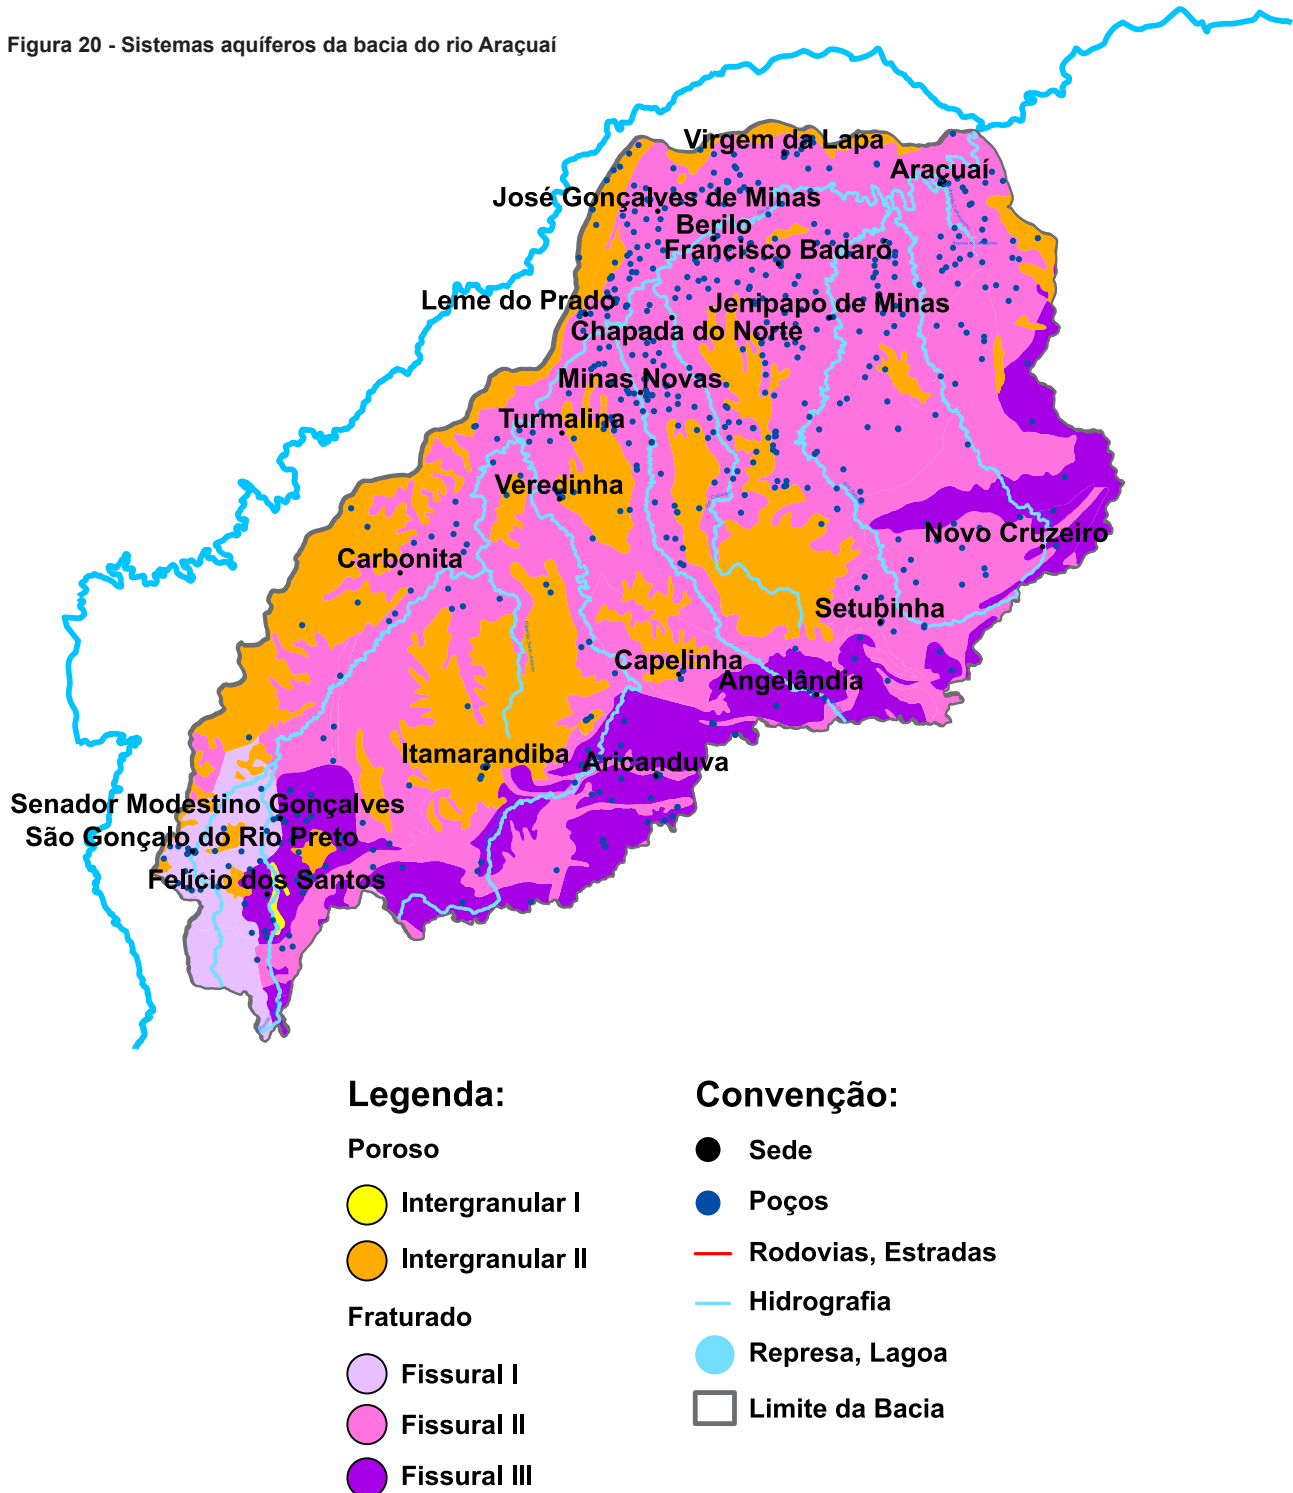 Figura 20 - Sistemas aquíferos da bacia do rio Araçuaí
Virgem da Lapa
Araçuaí
José Gonçalves de Minas
Berilo
Francisco Badaró
Leme do Prado
Jenipapo de Minas
Chapada do Norte
Minas Novas
Turmalina
Veredinha
Novo Cruzeiro
Carbonita
Setubinha
Capelinha
Angelândia
Itamarandiba
Aricanduva
Senador Modestino Gonçalves
São Gonçalo do Rio Preto
Felício dos Santos
Legenda:
Poroso
Intergranular I
Intergranular II
Fraturado
Fissural I
Fissural II
Fissural III
Convenção:
Sede
Poços
Rodovias, Estradas
Hidrografia
Represa, Lagoa
Limite da Bacia